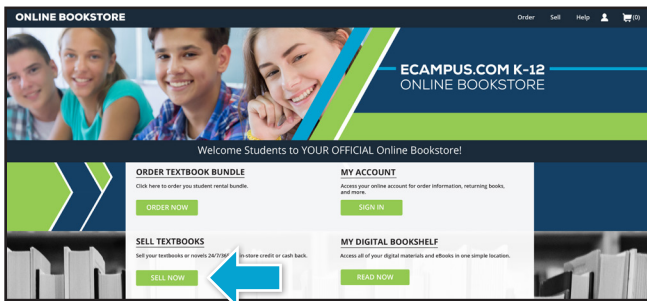 ONLINE BOOKSTORE
Order Sell Help (0)
ECAMPUS.COM K-12
ONLINE BOOKSTORE
Welcome Students to YOUR OFFICIAL Online Bookstore!
ORDER TEXTBOOK BUNDLE
Click here to order you student rental bundle.
ORDER NOW
MY ACCOUNT
Access your online account for order information, returning books,
and more.
SIGN IN
SELL TEXTBOOKS
Sell your textbooks or novels 24/7/36 in-store credit or cash back.
SELL NOW
MY DIGITAL BOOKSHELF
Access all of your digital materials and eBooks in one simple location.
READ NOW